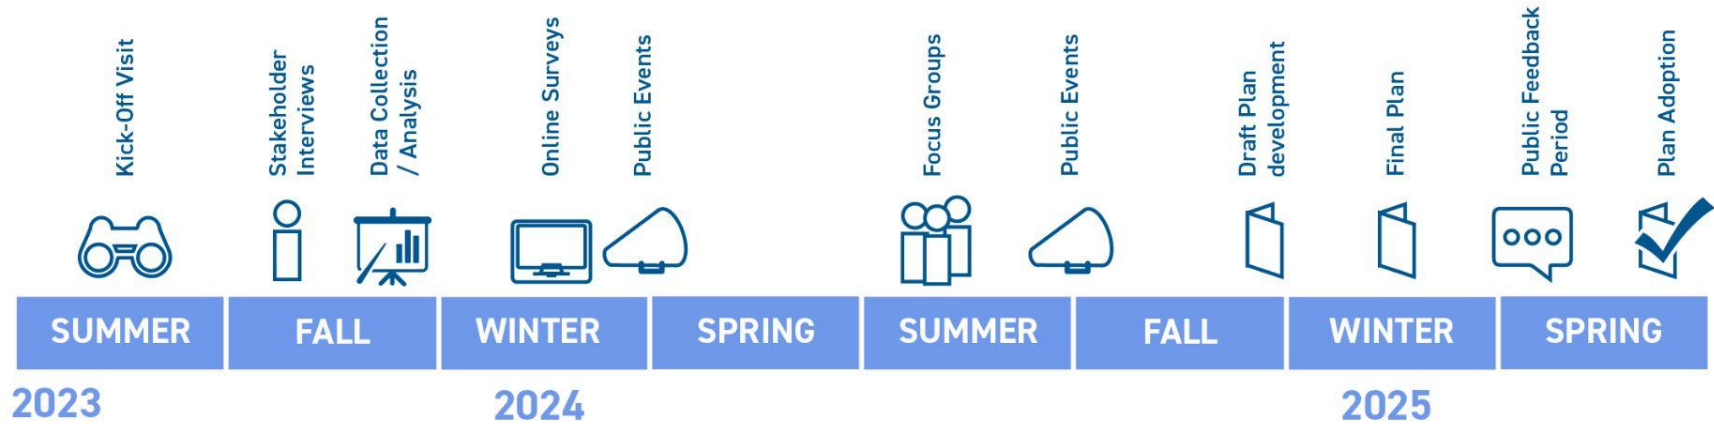 Kick-Off Visit
Stakeholder
Interviews
Data Collection
/ Analysis
Online Surveys
Public Events
Focus Groups
Public Events
Draft Plan
development
Final Plan
Public Feedback
Period
Plan Adoption
SUMMER
FALL
WINTER
SPRING
SUMMER
FALL
WINTER
SPRING
2023
2024
2025